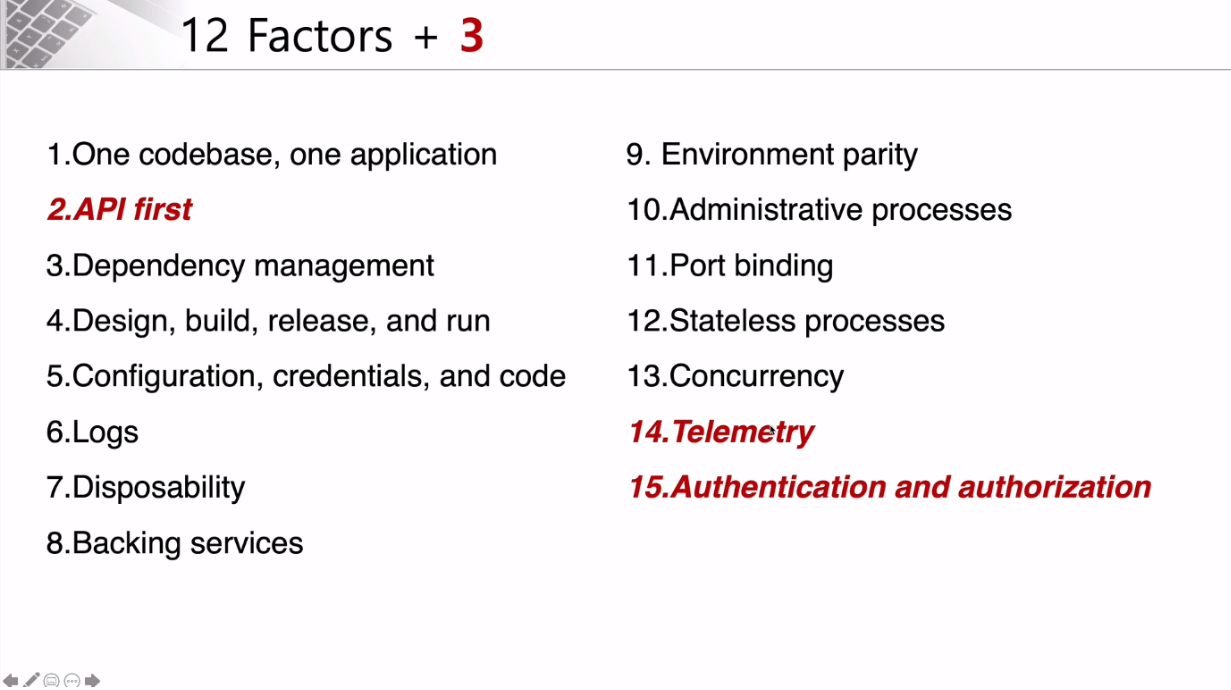 12 Factors + 3
1.One codebase, one application
2.API first
3.Dependency management
4.Design, build, release, and run
5.Configuration, credentials, and code
6.Logs
7.Disposability
8.Backing services
9. Environment parity
10.Administrative processes
11.Port binding
12.Stateless processes
13.Concurrency
14.Telemetry
15.Authentication and authorization